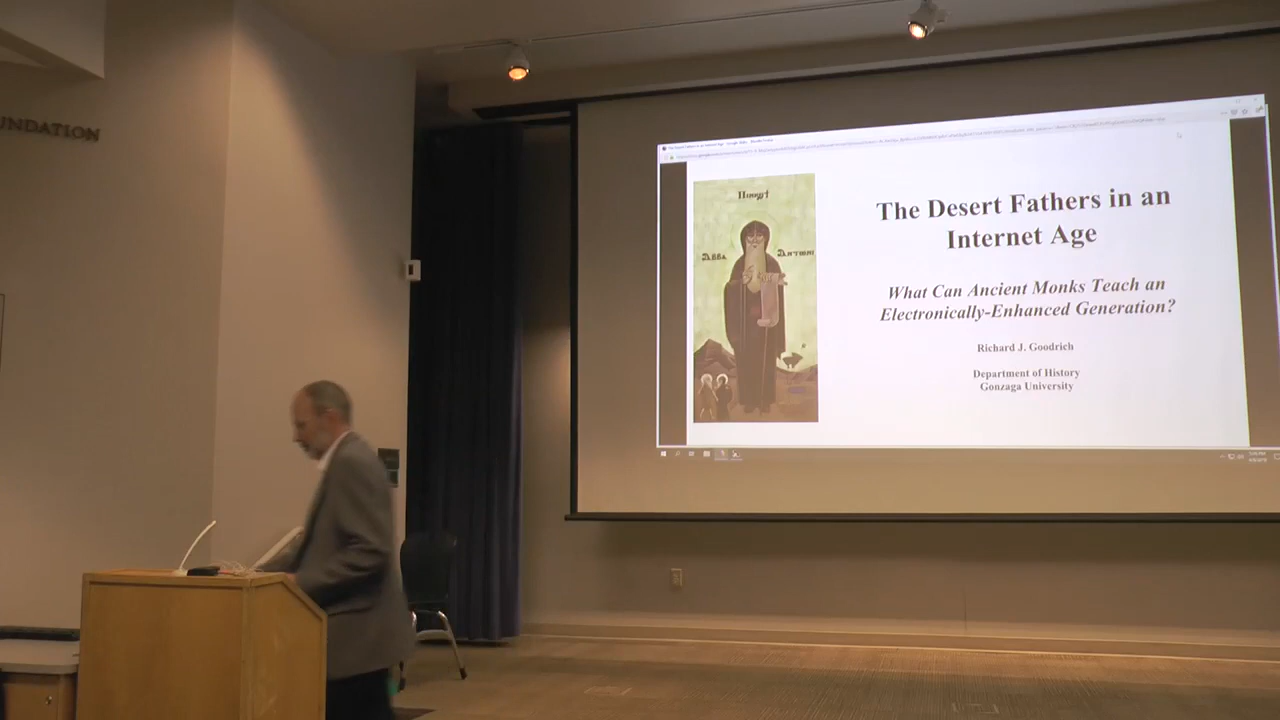 UNDATION
The Desert Fathers in an
Internet Age
What Can Ancient Monks Teach an
Electronically-Enhanced Generation?
Richard J. Goodrich
Department of History
Gonzaga University